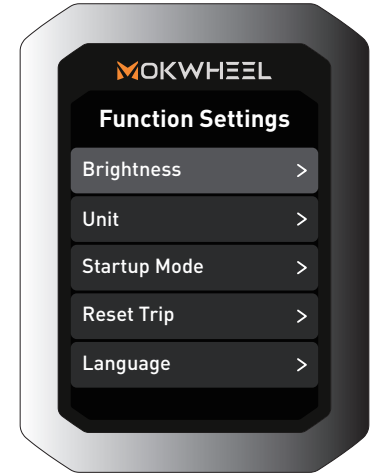 MOKWHEEL
Function Settings
Brightness >
Unit >
Startup Mode >
Reset Trip >
Language >